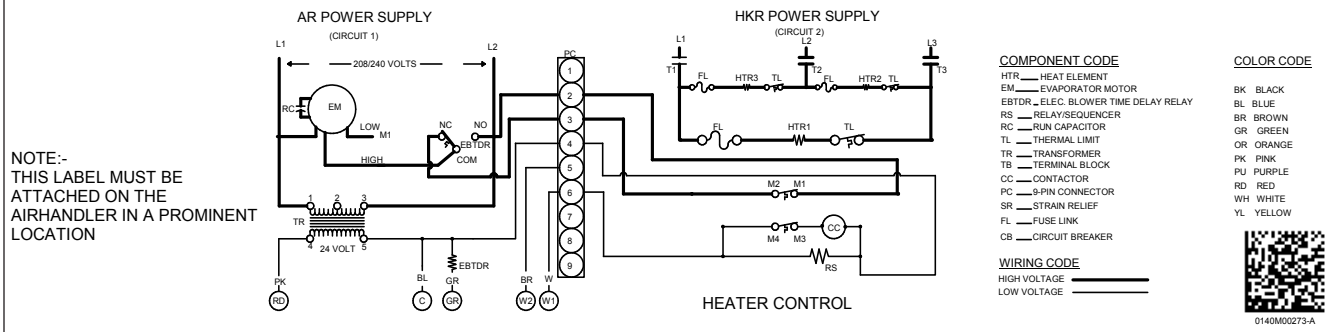 AR POWER SUPPLY
(CIRCUIT 1)
L1
L2
208/240 VOLTS
RC
EM
LOW
M1
HIGH
NC
NO
EBTDR
COM
1
2
3
TR
4
24 VOLT
5
EBTDR
PK
RD
BL
C
GR
GR
BR
W2
W
W1
PC
1
2
3
4
5
6
7
8
9
HKR POWER SUPPLY
(CIRCUIT 2)
L1
L2
L3
T1
T2
T3
FL
HTR3
TL
FL
HTR2
TL
FL
HTR1
TL
M2
M1
M4
M3
CC
RS
HEATER CONTROL
NOTE:-
THIS LABEL MUST BE
ATTACHED ON THE
AIRHANDLER IN A PROMINENT
LOCATION
COMPONENT CODE
HTR HEAT ELEMENT
EM EVAPORATOR MOTOR
EBTDR ELEC. BLOWER TIME DELAY RELAY
RS RELAY/SEQUENCER
RC RUN CAPACITOR
TL THERMAL LIMIT
TR TRANSFORMER
TB TERMINAL BLOCK
CC CONTACTOR
PC 9-PIN CONNECTOR
SR STRAIN RELIEF
FL FUSE LINK
CB CIRCUIT BREAKER
WIRING CODE
HIGH VOLTAGE
LOW VOLTAGE
COLOR CODE
BK BLACK
BL BLUE
BR BROWN
GR GREEN
OR ORANGE
PK PINK
PU PURPLE
RD RED
WH WHITE
YL YELLOW
0140M00273-A